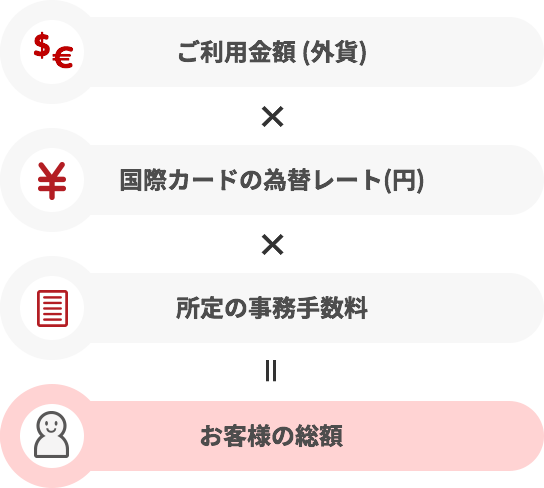 $€
ご利用金額 (外貨)
×
¥
国際カードの為替レート(円)
×
所定の事務手数料
=
お客様の総額